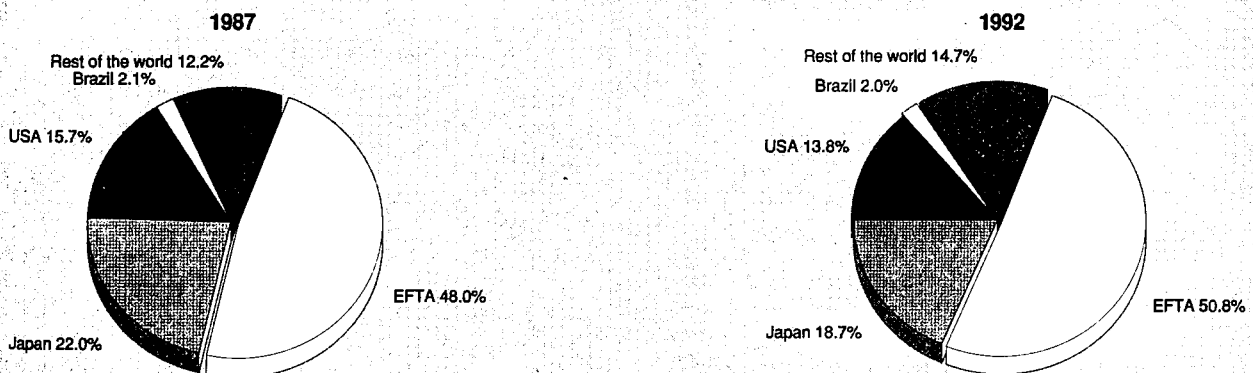 1987
Rest of the world 12.2%
Brazil 2.1%
USA 15.7%
EFTA 48.0%
Japan 22.0%
1992
Rest of the world 14.7%
Brazil 2.0%
USA 13.8%
EFTA 50.8%
Japan 18.7%